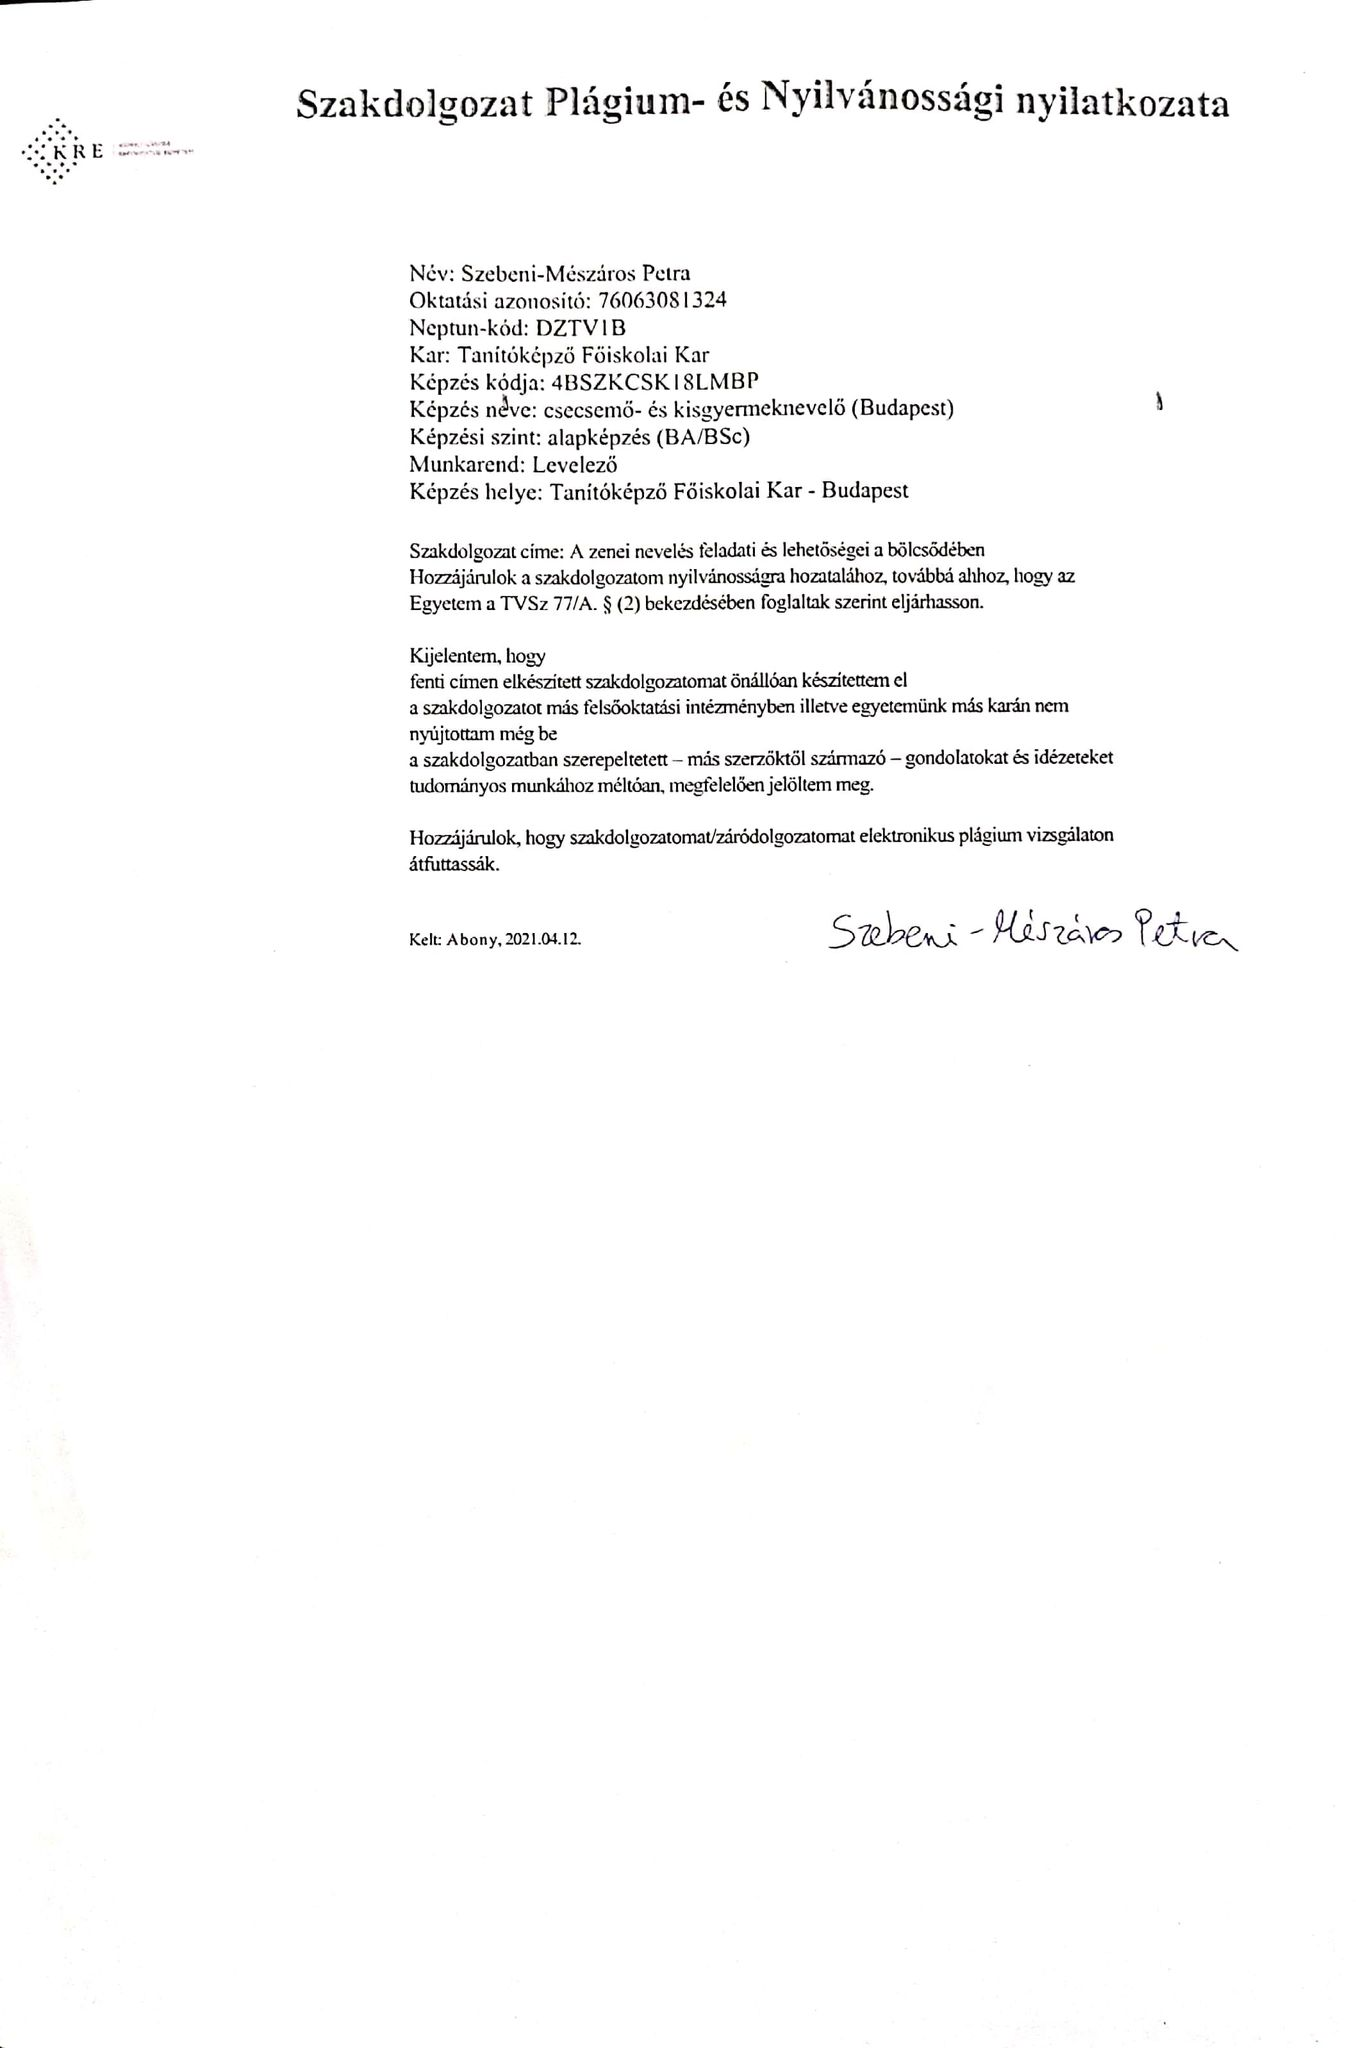 Szakdolgozat Plágium- és Nyilvánossági nyilatkozata
KRE
Név: Szebeni-Mészáros Petra
Oktatási azonosító: 76063081324
Neptun-kód: DZTV1B
Kar: Tanítóképző Főiskolai Kar
Képzés kódja: 4BSZKCSK18LMBP
Képzés neve: csecsemő- és kisgyermeknevelő (Budapest)
Képzési szint: alapképzés (BA/BSc)
Munkarend: Levelező
Képzés helye: Tanítóképző Főiskolai Kar - Budapest
Szakdolgozat címe: A zenei nevelés feladati és lehetőségei a bölcsődében
Hozzájárulok a szakdolgozatom nyilvánosságra hozatalához, továbbá ahhoz, hogy az
Egyetem a TVSz 77/A. § (2) bekezdésében foglaltak szerint eljárhasson.
Kijelentem, hogy
fenti címen elkészített szakdolgozatomat önállóan készítettem el
a szakdolgozatot más felsőoktatási intézményben illetve egyetemünk más karán nem
nyújtottam még be
a szakdolgozatban szerepeltetett – más szerzőktől származó – gondolatokat és idézeteket
tudományos munkához méltóan, megfelelően jelöltem meg.
Hozzájárulok, hogy szakdolgozatomat/záródolgozatomat elektronikus plágium vizsgálaton
átfuttassák.
Kelt: Abony, 2021.04.12.
Szebeni-Mészáros Petra